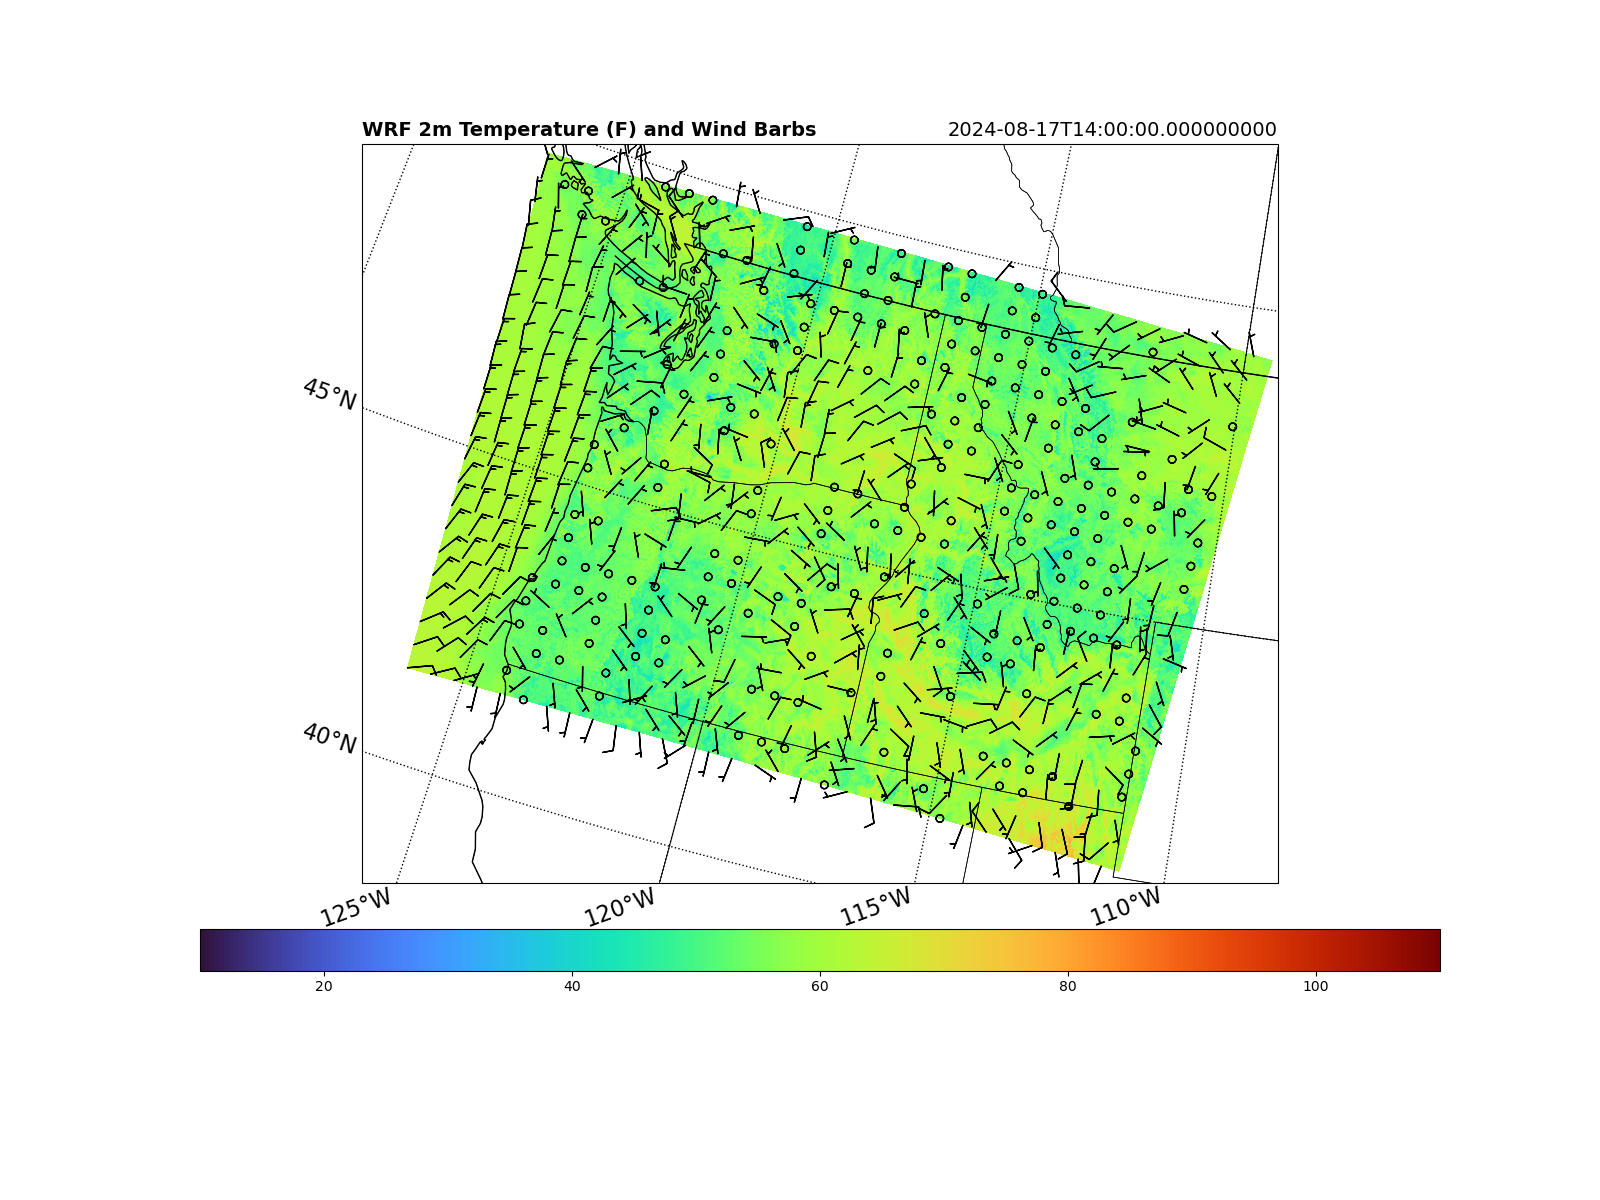 WRF 2m Temperature (F) and Wind Barbs 2024-08-17T14:00:00.000000000
45°N
40°N
125°W 120°W 115°W 110°W
20 40 60 80 100